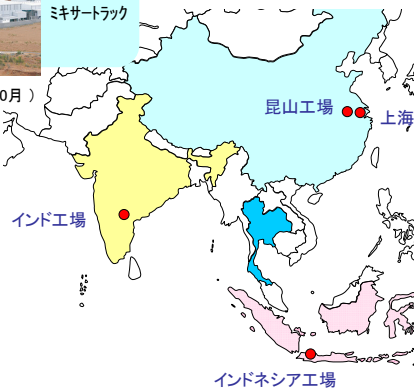 ミキサートラック
0月 ）
昆山工場
上海
インド工場
インドネシア工場